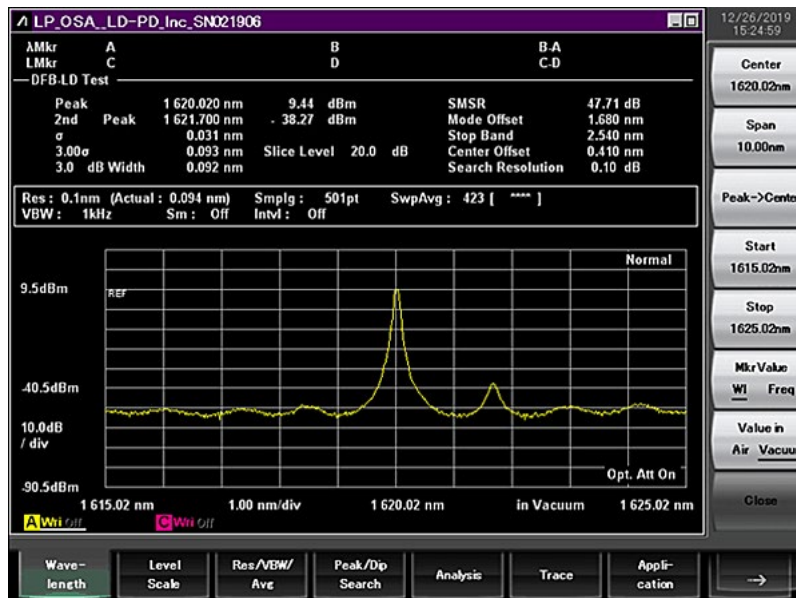 LP_OSA__LD-PD_Inc_SN021906
12/26/2019
15:24:59
λMkr A B B-A
LMkr C D C-D
DFB-LD Test
Peak 1 620.020 nm 9.44 dBm SMSR 47.71 dB
2nd Peak 1 621.700 nm - 38.27 dBm Mode Offset 1.680 nm
σ 0.031 nm Stop Band 2.540 nm
3.00σ 0.093 nm Slice Level 20.0 dB Center Offset 0.410 nm
3.0 dB Width 0.092 nm Search Resolution 0.10 dB
Res : 0.1nm (Actual : 0.094 nm) Smplg : 501pt SwpAvg : 423 [ **** ]
VBW : 1kHz Sm : Off Intvl : Off
Normal
9.5dBm
REF
-40.5dBm
10.0dB
/ div
Opt. Att On
-90.5dBm
1 615.02 nm 1.00 nm/div 1 620.02 nm in Vacuum 1 625.02 nm
A Wri Off C Wri Off
Center
1620.02nm
Span
10.00nm
Peak->Cente
Start
1615.02nm
Stop
1625.02nm
MkrValue
Wl Freq
Value in
Air Vacuu
Close
Wave-
length
Level
Scale
Res/VBW/
Avg
Peak/Dip
Search
Analysis
Trace
Appli-
cation
→